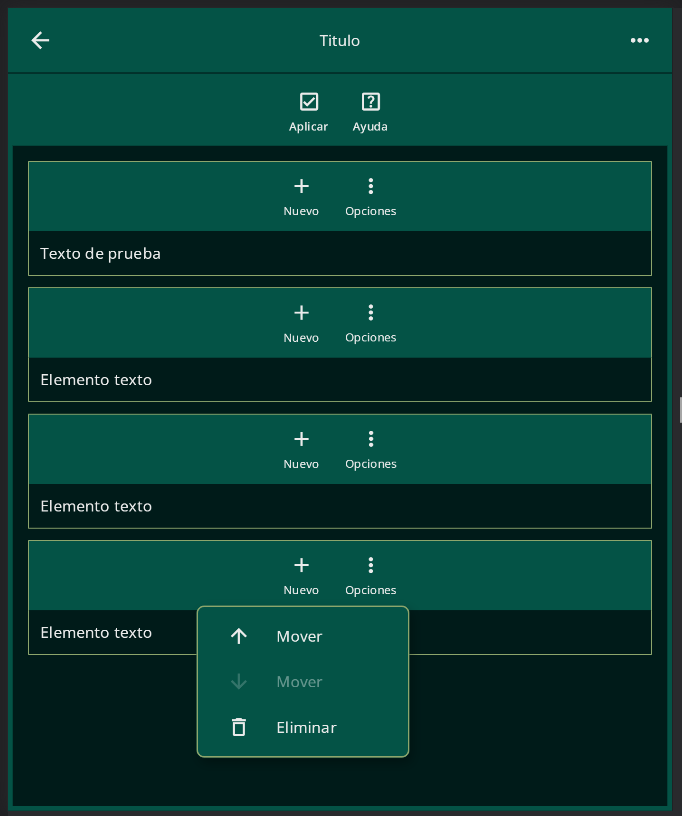 Titulo
Aplicar Ayuda
Nuevo Opciones
Texto de prueba
Nuevo Opciones
Elemento texto
Nuevo Opciones
Elemento texto
Nuevo Opciones
Elemento texto
Mover
Mover
Eliminar